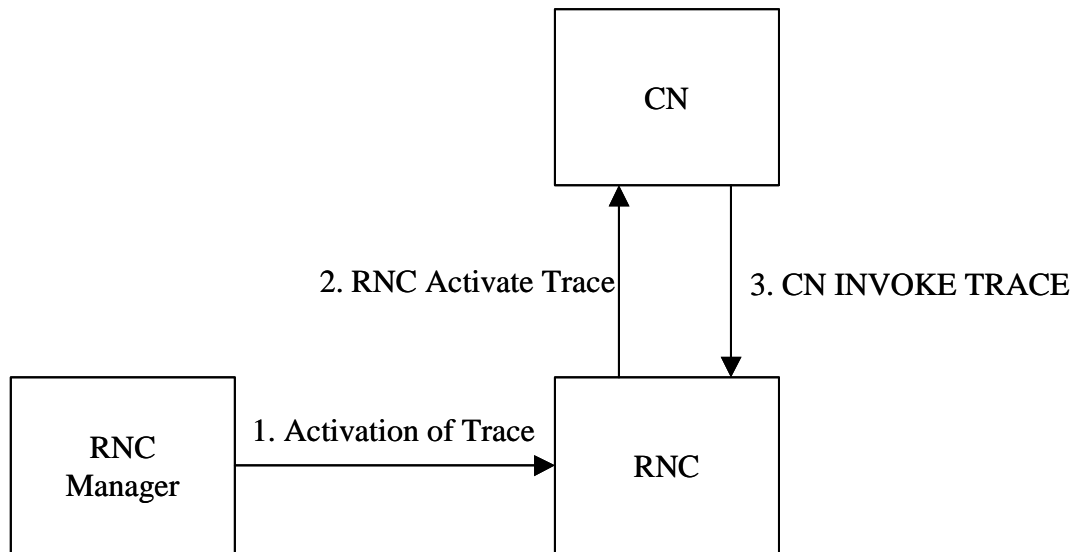 CN
2. RNC Activate Trace
3. CN INVOKE TRACE
1. Activation of Trace
RNC
Manager
RNC